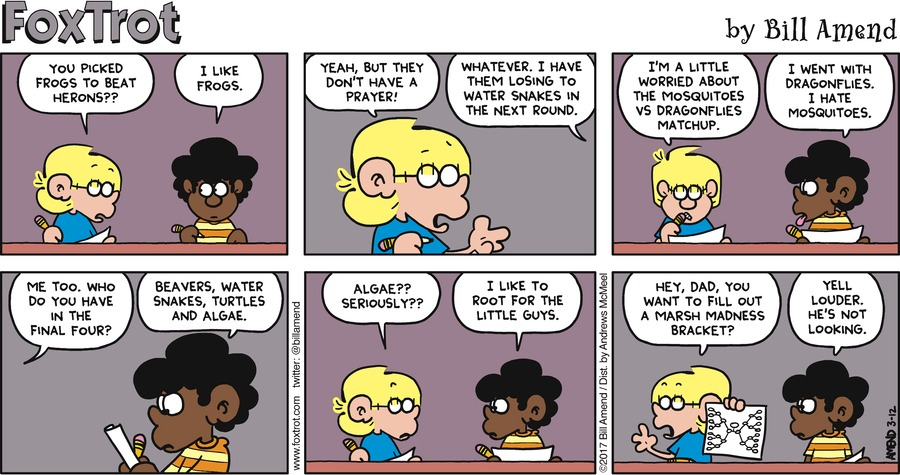 FOXTROT
by Bill Amend
YOU PICKED
FROGS TO BEAT
HERONS??
I LIKE
FROGS.
YEAH, BUT THEY
DON'T HAVE A
PRAYER!
WHATEVER. I HAVE
THEM LOSING TO
WATER SNAKES IN
THE NEXT ROUND.
I'M A LITTLE
WORRIED ABOUT
THE MOSQUITOES
VS DRAGONFLIES
MATCHUP.
I WENT WITH
DRAGONFLIES.
I HATE
MOSQUITOES.
ME TOO. WHO
DO YOU HAVE
IN THE
FINAL FOUR?
BEAVERS, WATER
SNAKES, TURTLES
AND ALGAE.
www.foxtrot.com twitter: @billamend
ALGAE??
SERIOUSLY??
I LIKE TO
ROOT FOR THE
LITTLE GUYS.
©2017 Bill Amend / Dist. by Andrews McMeel
HEY, DAD, YOU
WANT TO FILL OUT
A MARSH MADNESS
BRACKET?
YELL
LOUDER.
HE'S NOT
LOOKING.
AMEND 3-12